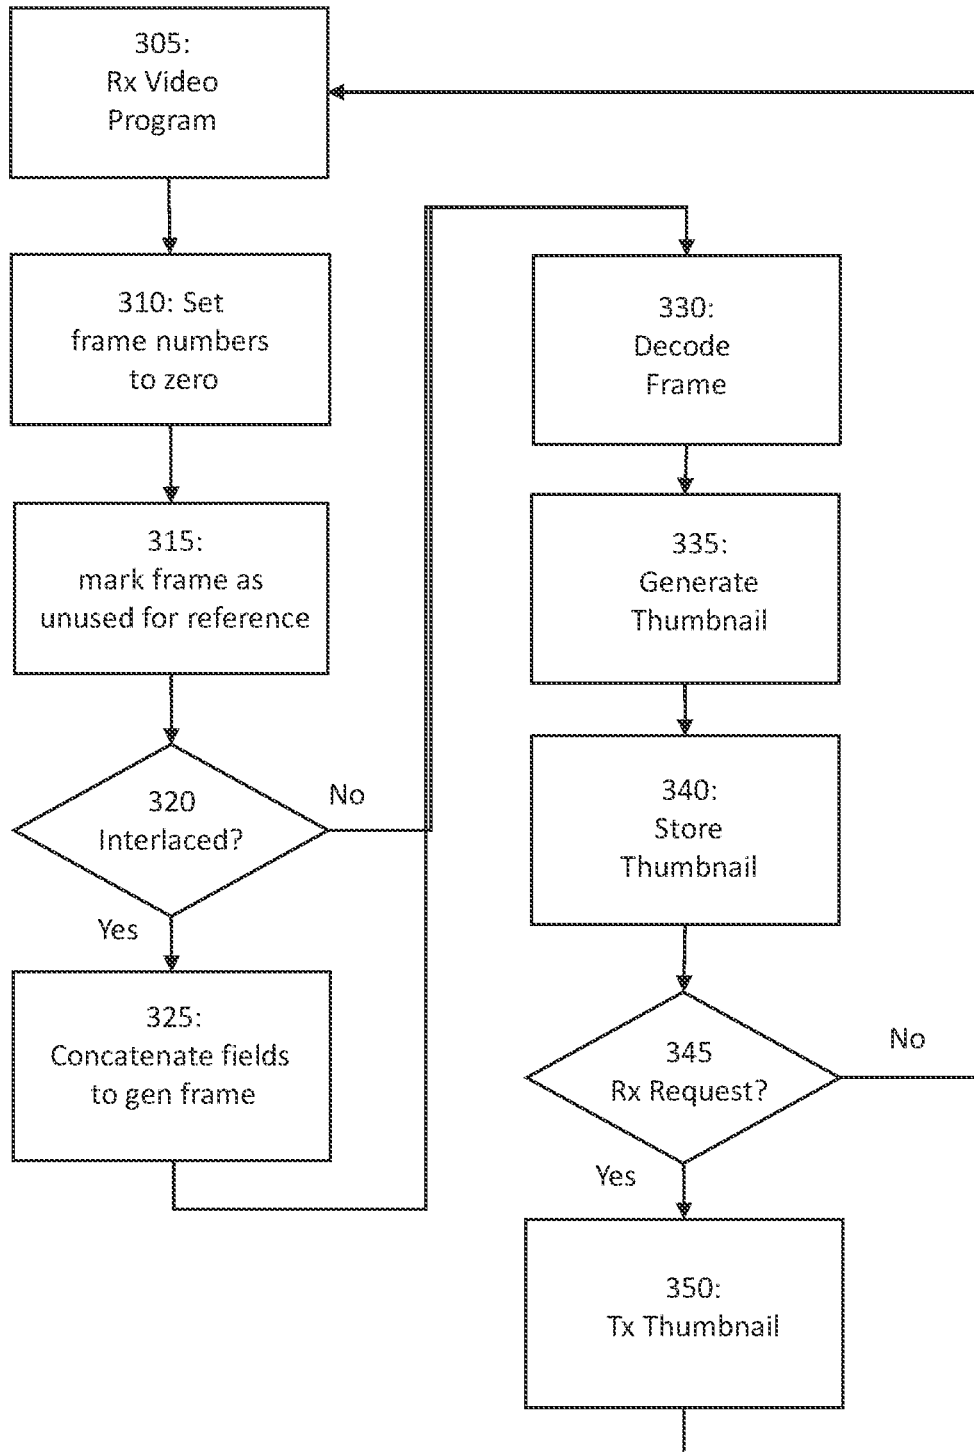 305:
Rx Video
Program
310: Set
frame numbers
to zero
315:
mark frame as
unused for reference
320
Interlaced?
No
Yes
325:
Concatenate fields
to gen frame
330:
Decode
Frame
335:
Generate
Thumbnail
340:
Store
Thumbnail
345
Rx Request?
No
Yes
350:
Tx Thumbnail